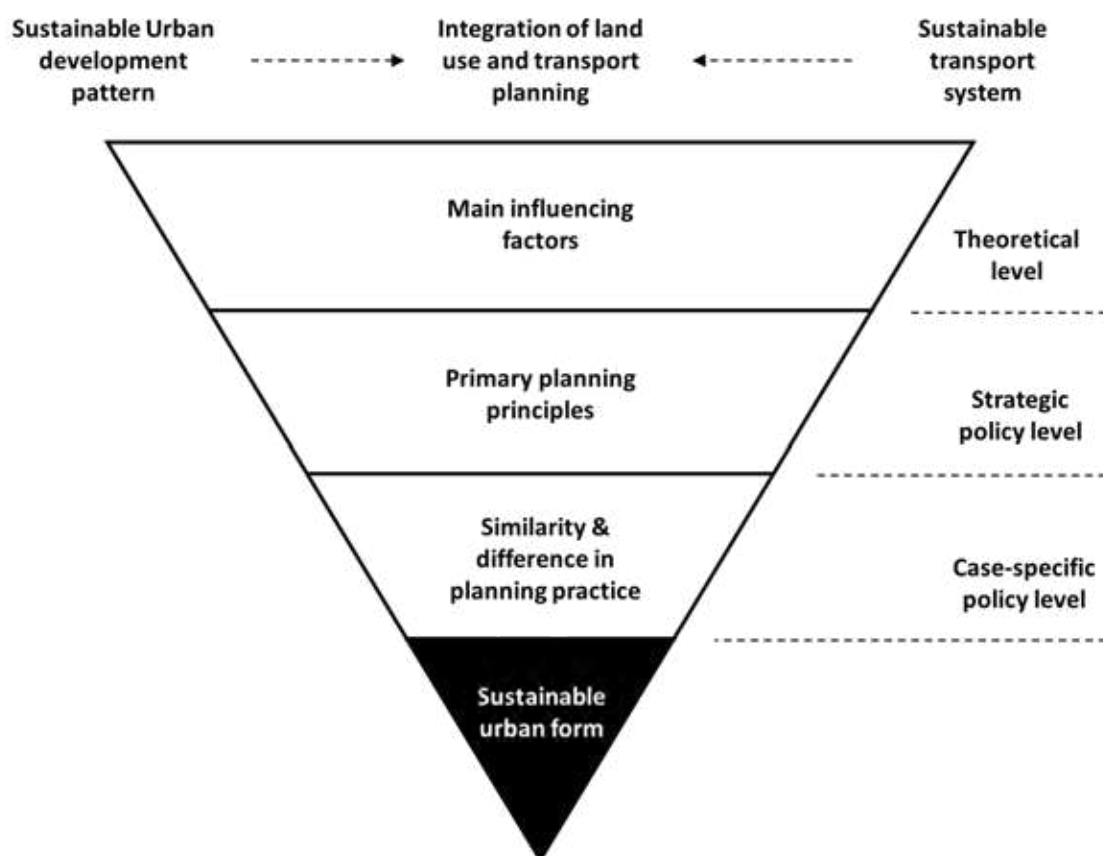 Sustainable Urban
development
pattern
Integration of land
use and transport
planning
Sustainable
transport
system
Main influencing
factors
Theoretical
level
Primary planning
principles
Strategic
policy level
Similarity &
difference in
planning practice
Case-specific
policy level
Sustainable
urban form